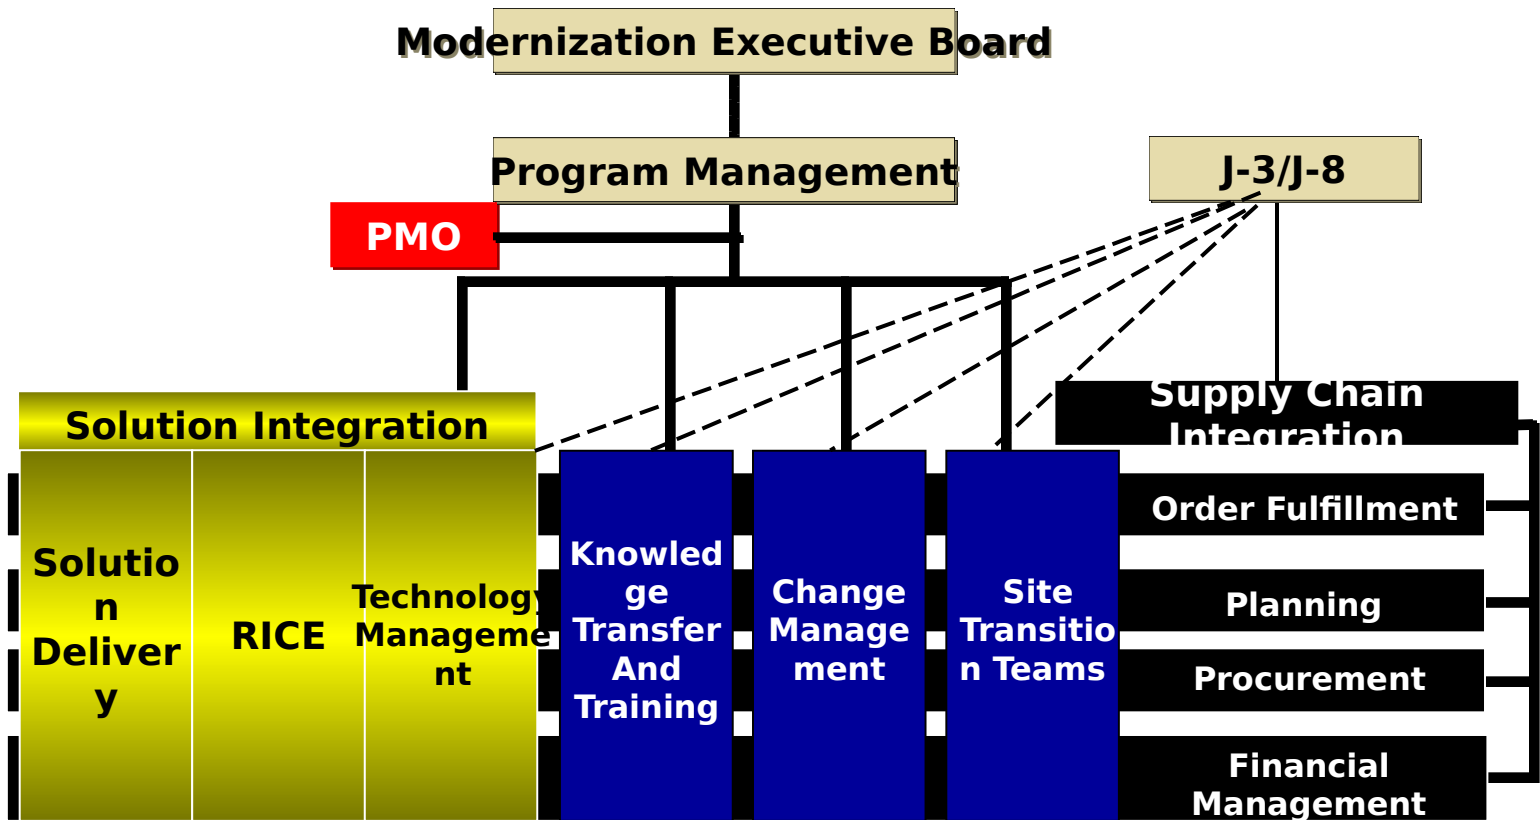 Modernization Executive Board
Program Management
J-3/J-8
PMO
Supply Chain
Integration
Solution Integration
Solutio
n
Deliver
y
RICE
Technology
Manageme
nt
Knowled
ge
Transfer
And
Training
Change
Manage
ment
Site
Transitio
n Teams
Order Fulfillment
Planning
Procurement
Financial
Management